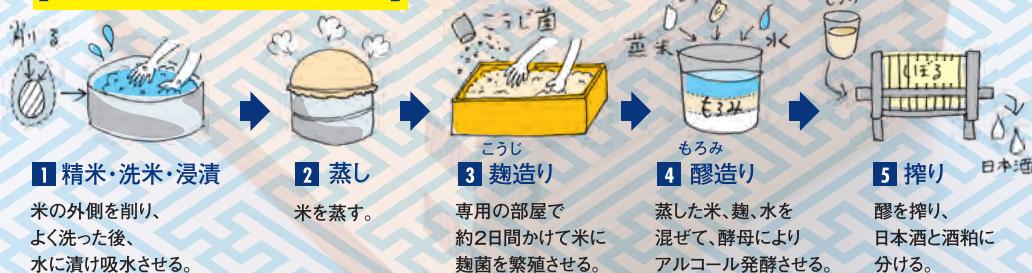 削る
こうじ菌
蒸米
水
もろみ
しぼる
日本酒
1 精米・洗米・浸漬
米の外側を削り、
よく洗った後、
水に漬け吸水させる。
2 蒸し
米を蒸す。
こうじ
3 麹造り
専用の部屋で
約2日間かけて米に
麹菌を繁殖させる。
もろみ
4 醪造り
蒸した米、麹、水を
混ぜて、酵母により
アルコール発酵させる。
5 搾り
醪を搾り、
日本酒と酒粕に
分ける。